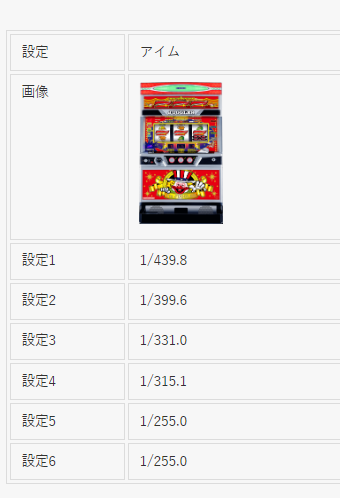 設定 アイム
画像
設定1 1/439.8
設定2 1/399.6
設定3 1/331.0
設定4 1/315.1
設定5 1/255.0
設定6 1/255.0